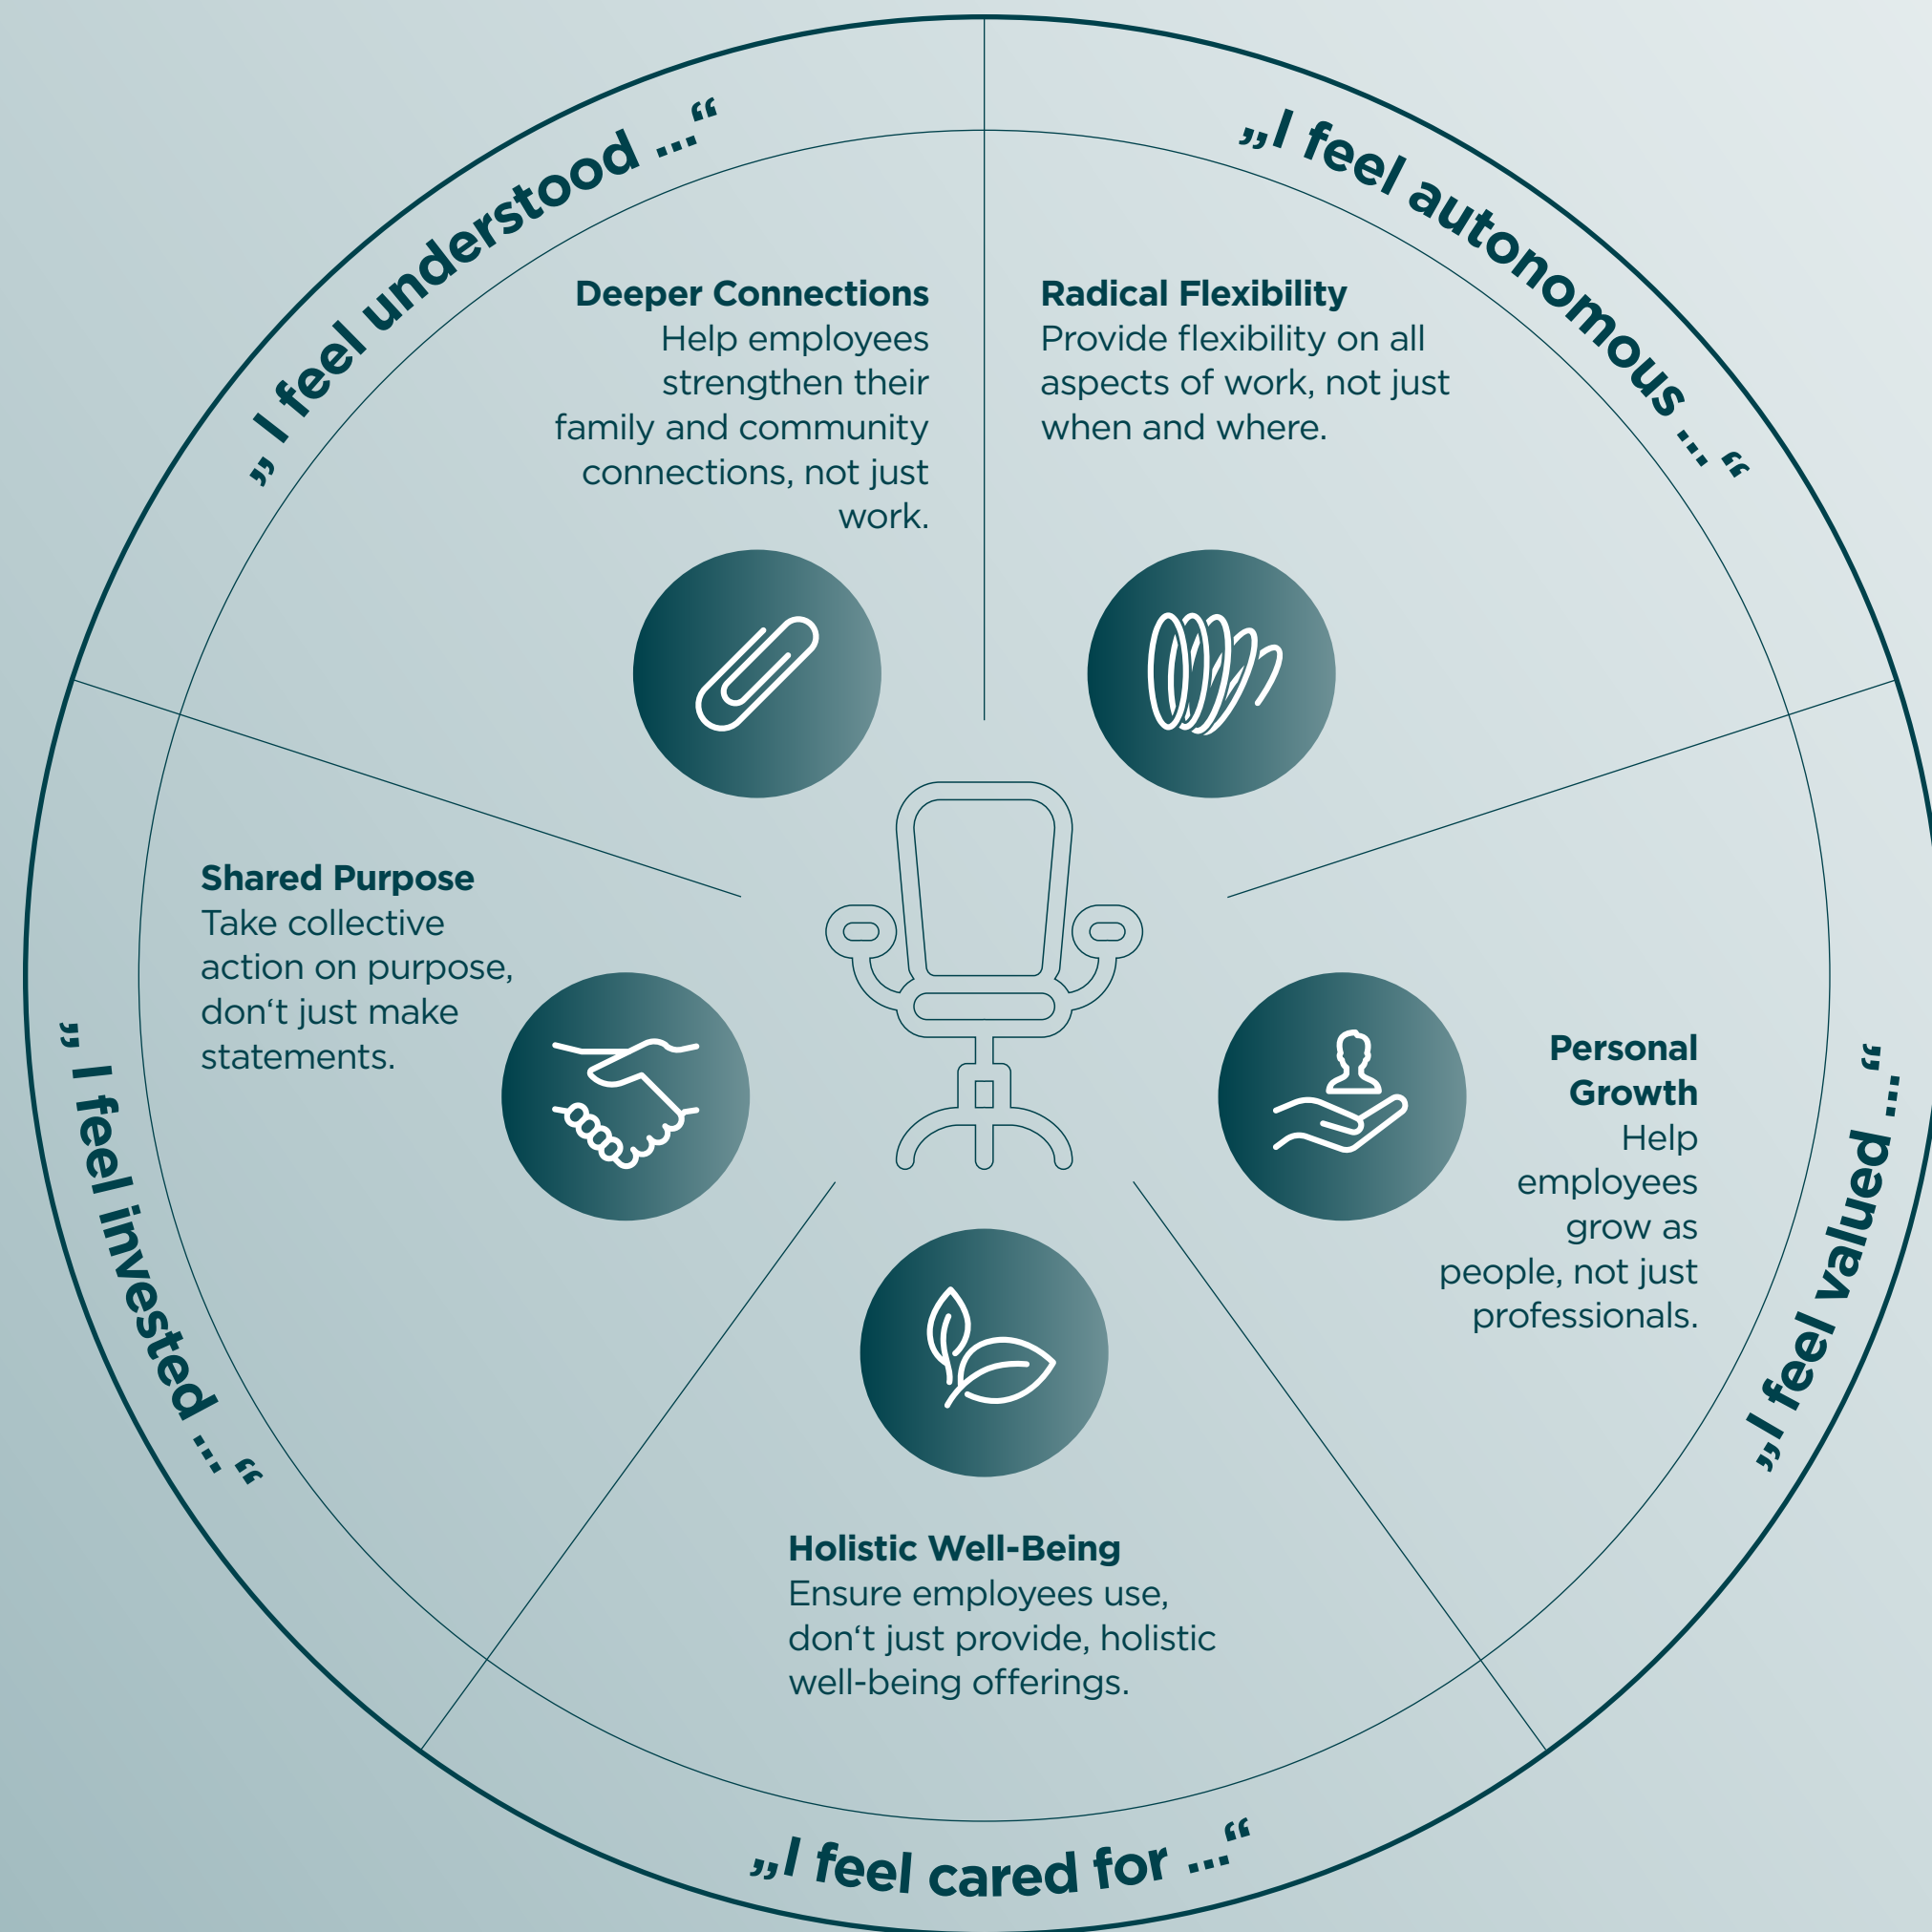 „ I feel understood ...“
Deeper Connections
Help employees
strengthen their
family and community
connections, not just
work.
„I feel autonomous ... “
Radical Flexibility
Provide flexibility on all
aspects of work, not just
when and where.
„ I feel invested ... “
Shared Purpose
Take collective
action on purpose,
don‘t just make
statements.
„I feel valued ...“
Personal
Growth
Help
employees
grow as
people, not just
professionals.
Holistic Well-Being
Ensure employees use,
don‘t just provide, holistic
well-being offerings.
„I feel cared for ...“